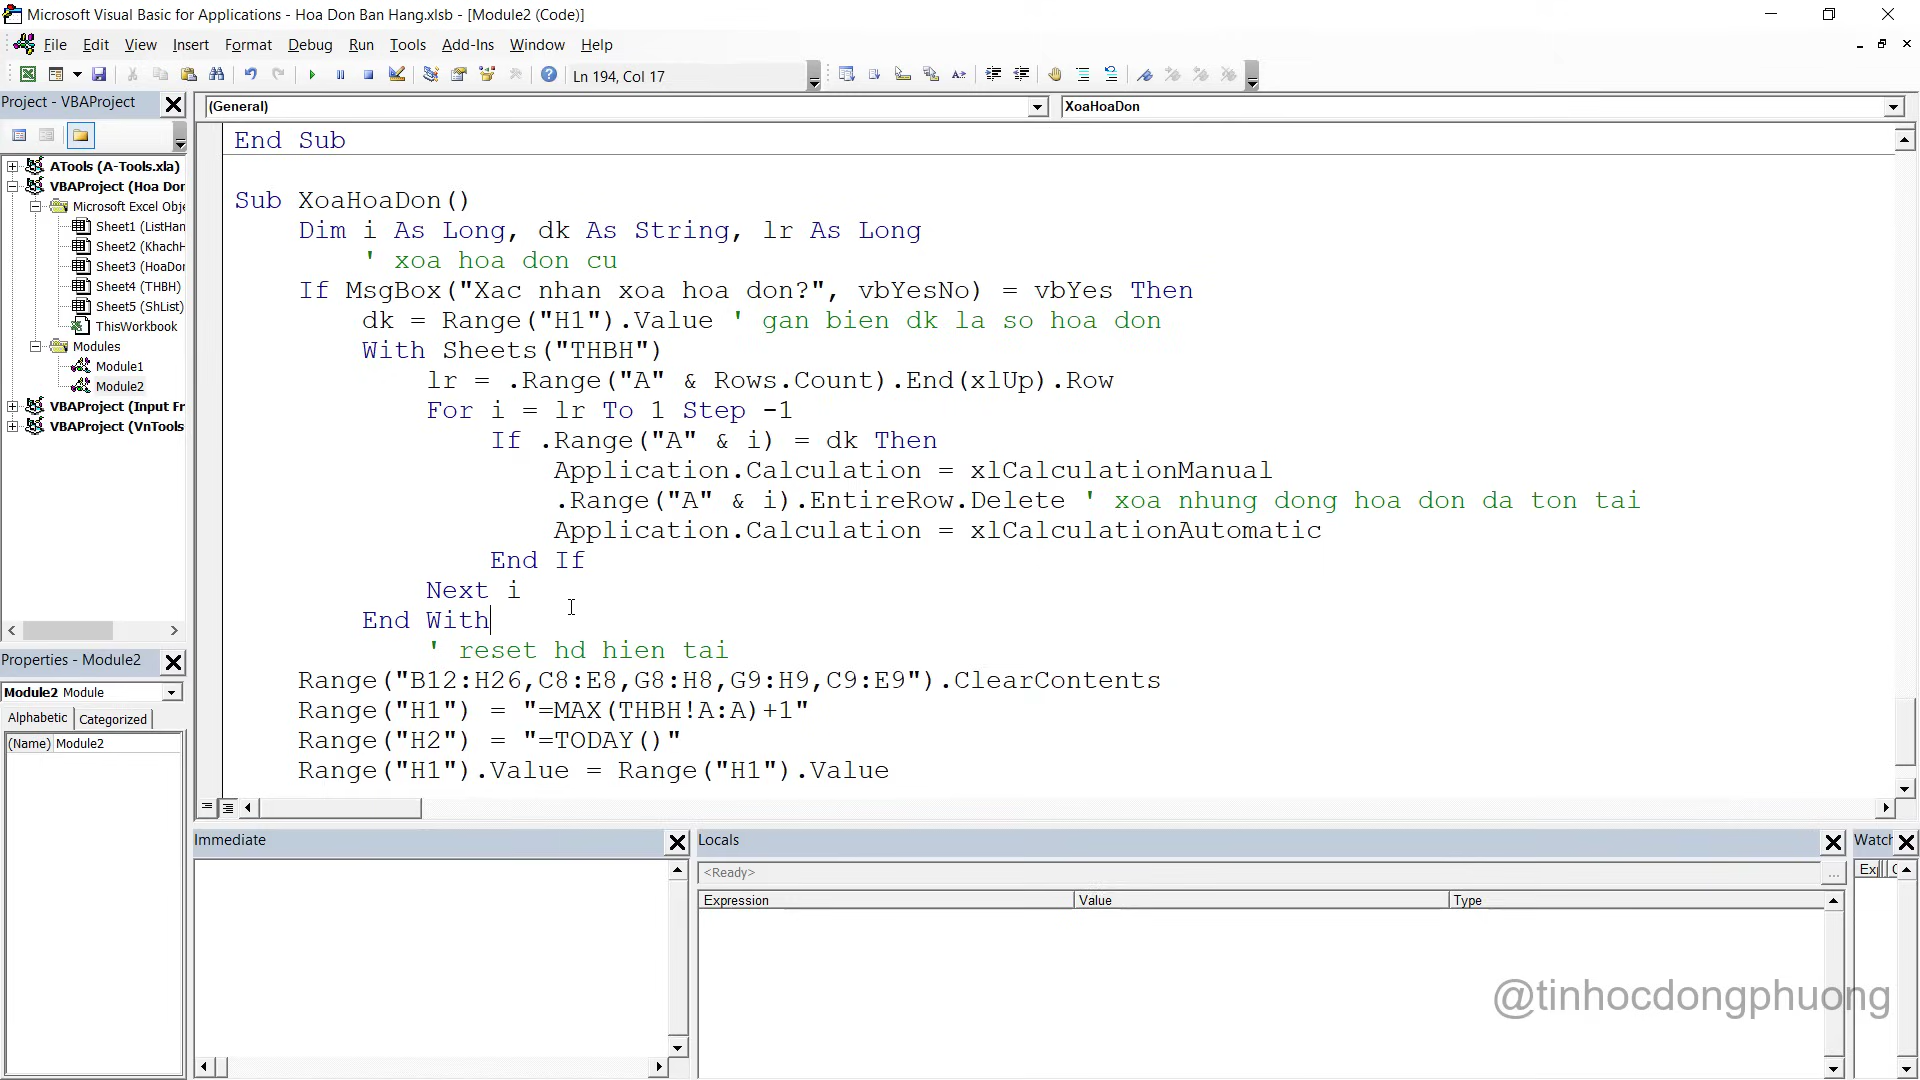 Microsoft Visual Basic for Applications - Hoa Don Ban Hang.xlsb - [Module2 (Code)]
File Edit View Insert Format Debug Run Tools Add-Ins Window Help
Ln 194, Col 17
Project - VBAProject
(General)
XoaHoaDon
ATools (A-Tools.xla)
VBAProject (Hoa Don
Microsoft Excel Obje
Sheet1 (ListHan
Sheet2 (KhachH
Sheet3 (HoaDon
Sheet4 (THBH)
Sheet5 (ShList)
ThisWorkbook
Modules
Module1
Module2
VBAProject (Input Fr
VBAProject (VnTools
End Sub
Sub XoaHoaDon()
Dim i As Long, dk As String, lr As Long
' xoa hoa don cu
If MsgBox("Xac nhan xoa hoa don?", vbYesNo) = vbYes Then
dk = Range("H1").Value ' gan bien dk la so hoa don
With Sheets("THBH")
lr = .Range("A" & Rows.Count).End(xlUp).Row
For i = lr To 1 Step -1
If .Range("A" & i) = dk Then
Application.Calculation = xlCalculationManual
.Range("A" & i).EntireRow.Delete ' xoa nhung dong hoa don da ton tai
Application.Calculation = xlCalculationAutomatic
End If
Next i
End With
' reset hd hien tai
Range("B12:H26,C8:E8,G8:H8,G9:H9,C9:E9").ClearContents
Range("H1") = "=MAX(THBH!A:A)+1"
Range("H2") = "=TODAY()"
Range("H1").Value = Range("H1").Value
Properties - Module2
Module2 Module
Alphabetic Categorized
(Name) Module2
Immediate
Locals
<Ready>
Expression Value Type
Watch
Ex
@tinhocdongphuong